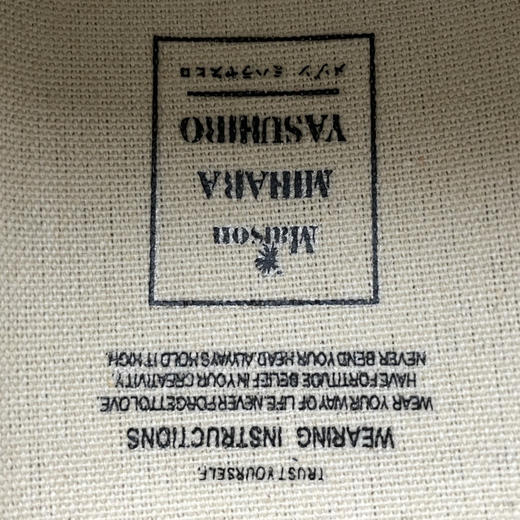 TRUST YOURSELF.
WEARING INSTRUCTIONS
WEAR YOUR WAY OF LIFE.NEVER FORGET TO LOVE.
HAVE FORTITUDE BELIEF IN YOUR CREATIVITY.
NEVER BEND YOUR HEAD.ALWAYS HOLD IT HIGH.
Maison
MIHARA
YASUHIRO
メゾン ミハラヤスヒロ